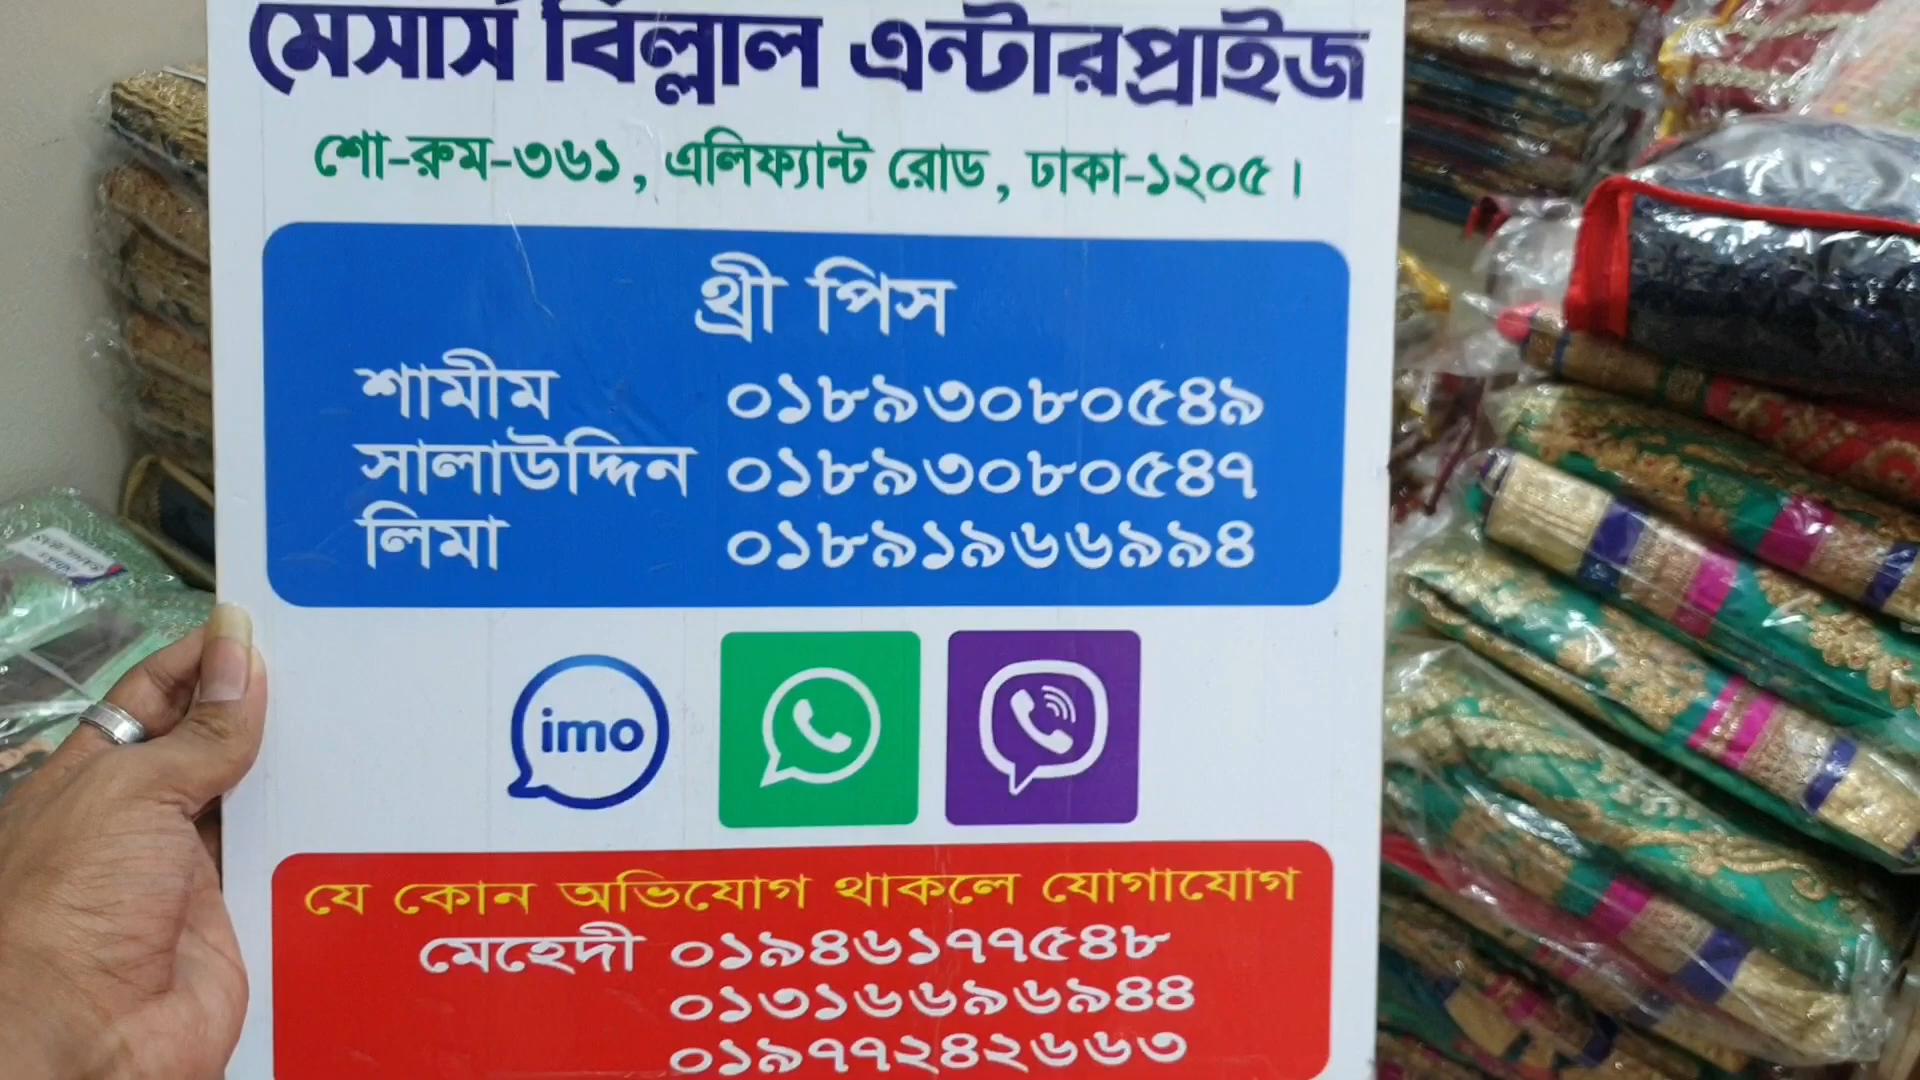 মেসার্স বিল্লাল এন্টারপ্রাইজ
শো-রুম-৩৬১, এলিফ্যান্ট রোড, ঢাকা-১২০৫।
থ্রী পিস
শামীম ০১৮৯৩০৮০৫৪৯
সালাউদ্দিন ০১৮৯৩০৮০৫৪৭
লিমা ০১৮৯১৯৬৬৯৯৪
imo
যে কোন অভিযোগ থাকলে যোগাযোগ
মেহেদী ০১৯৪৬১৭৭৫৪৮
০১৩১৬৬৯৬৯৪৪
০১৯৭৭২৪২৬৬৩